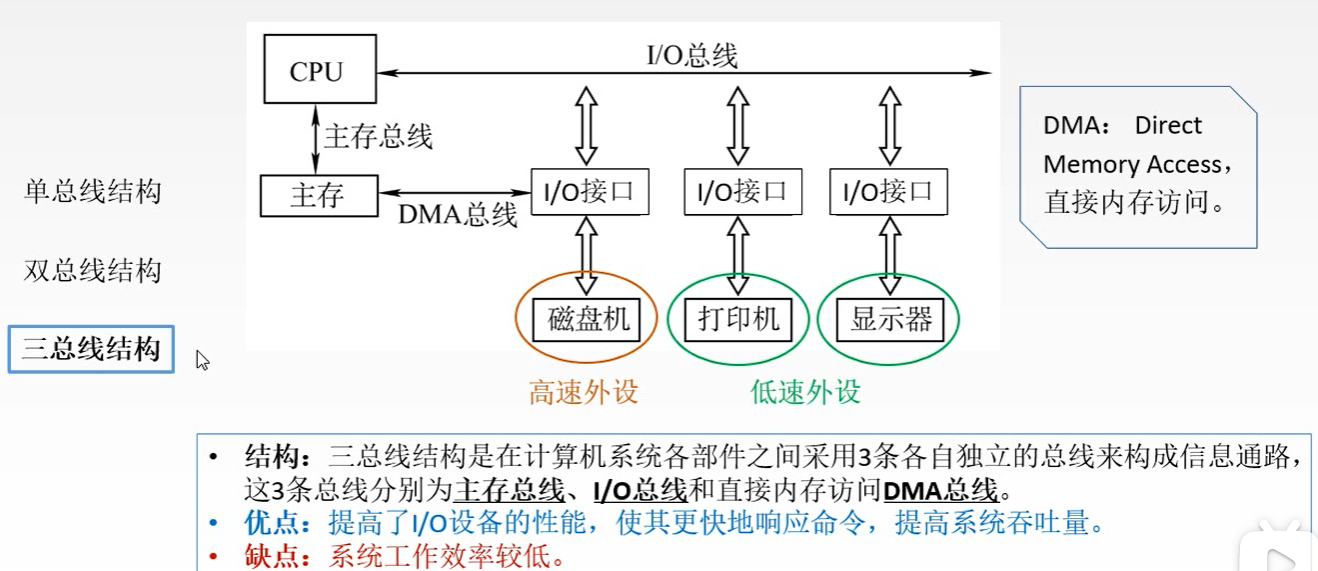 CPU
I/O总线
主存总线
主存
DMA总线
I/O接口
I/O接口
I/O接口
磁盘机
打印机
显示器
高速外设
低速外设
DMA： Direct
Memory Access，
直接内存访问。
单总线结构
双总线结构
三总线结构
• 结构：三总线结构是在计算机系统各部件之间采用3条各自独立的总线来构成信息通路，
这3条总线分别为主存总线、I/O总线和直接内存访问DMA总线。
• 优点：提高了I/O设备的性能，使其更快地响应命令，提高系统吞吐量。
• 缺点：系统工作效率较低。